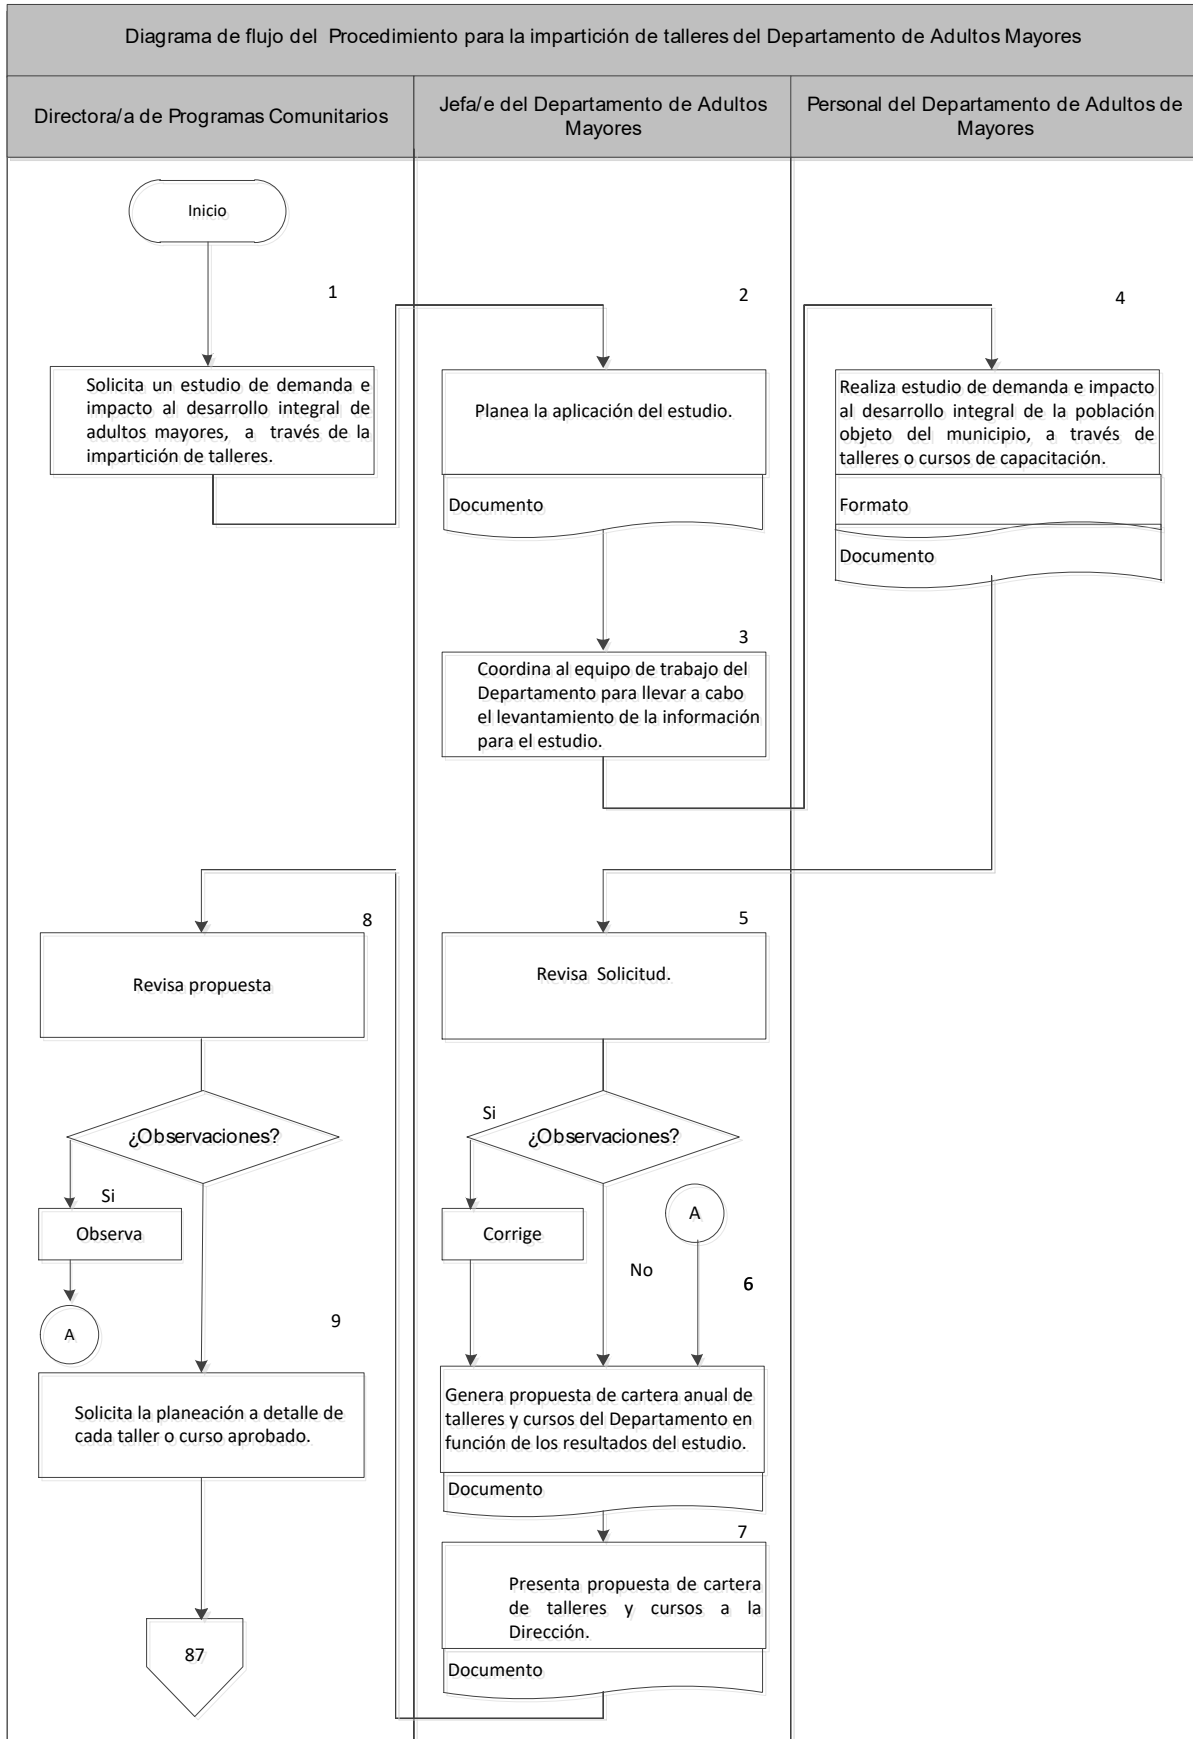 Diagrama de flujo del Procedimiento para la impartición de talleres del Departamento de Adultos Mayores
Directora/a de Programas Comunitarios
Jefa/e del Departamento de Adultos
Mayores
Personal del Departamento de Adultos de
Mayores
Inicio
1
Solicita un estudio de demanda e
impacto al desarrollo integral de
adultos mayores, a través de la
impartición de talleres.
2
Planea la aplicación del estudio.
Documento
3
Coordina al equipo de trabajo del
Departamento para llevar a cabo
el levantamiento de la información
para el estudio.
4
Realiza estudio de demanda e impacto
al desarrollo integral de la población
objeto del municipio, a través de
talleres o cursos de capacitación.
Formato
Documento
5
Revisa Solicitud.
¿Observaciones?
Si
Corrige
No
A
6
Genera propuesta de cartera anual de
talleres y cursos del Departamento en
función de los resultados del estudio.
Documento
7
Presenta propuesta de cartera
de talleres y cursos a la
Dirección.
Documento
8
Revisa propuesta
¿Observaciones?
Si
Observa
A
9
Solicita la planeación a detalle de
cada taller o curso aprobado.
87